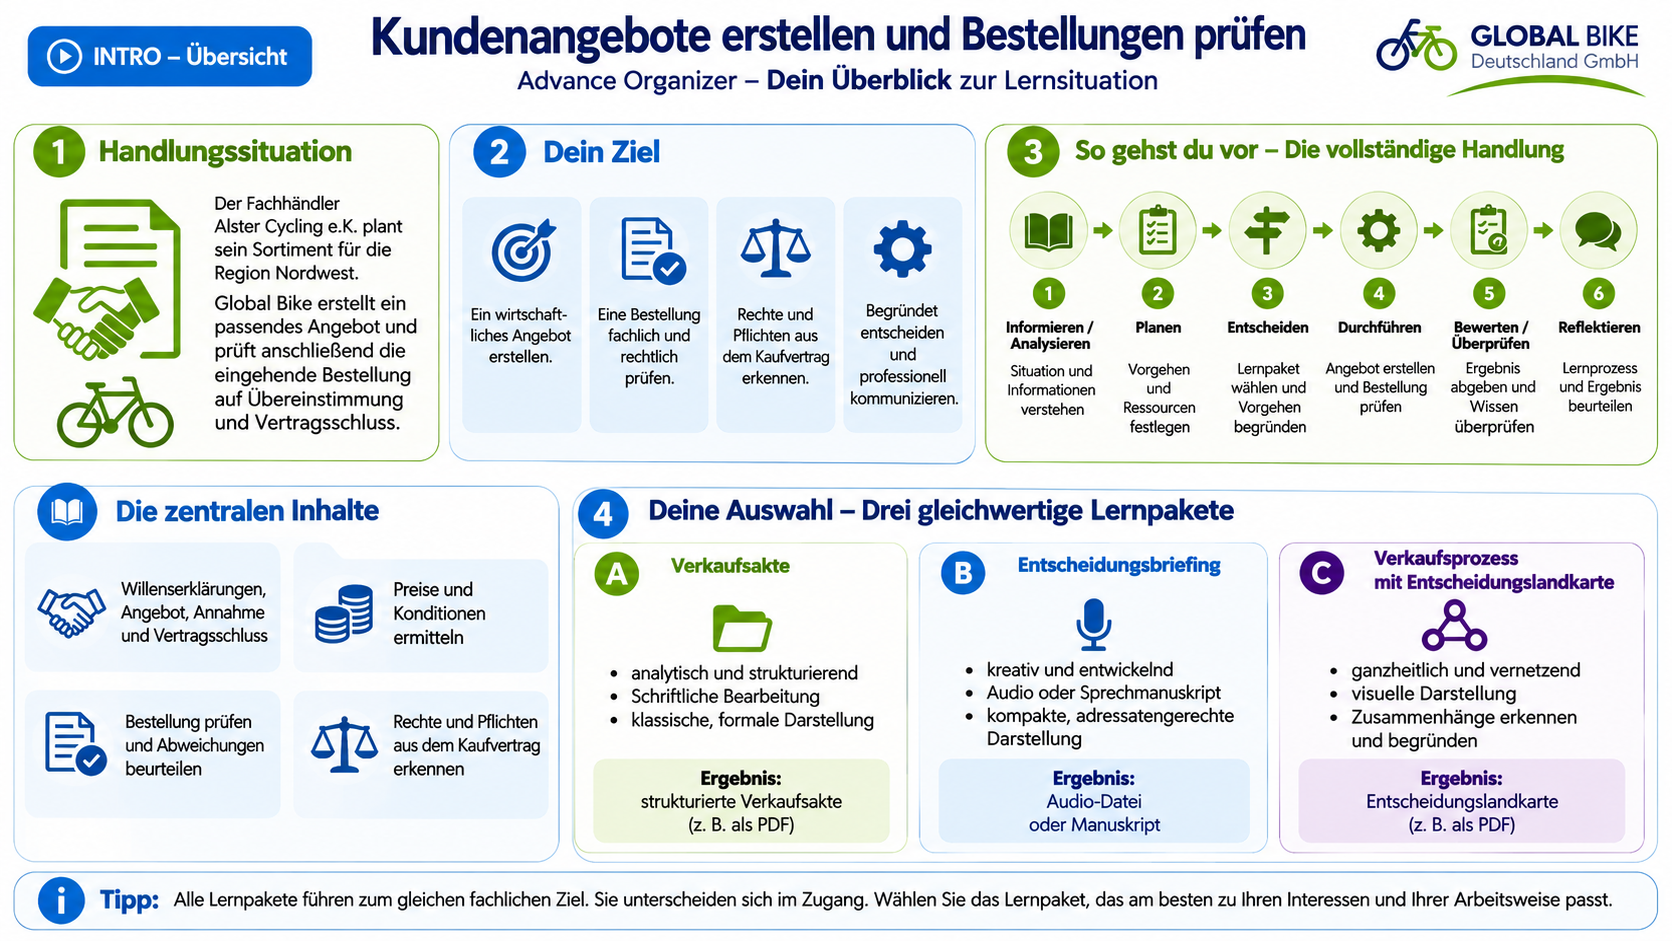 INTRO – Übersicht
Kundenangebote erstellen und Bestellungen prüfen
Advance Organizer – Dein Überblick zur Lernsituation
GLOBAL BIKE
Deutschland GmbH
1 Handlungssituation
Der Fachhändler
Alster Cycling e.K. plant
sein Sortiment für die
Region Nordwest.
Global Bike erstellt ein
passendes Angebot und
prüft anschließend die
eingehende Bestellung
auf Übereinstimmung
und Vertragsschluss.
2 Dein Ziel
Ein wirtschaft-
liches Angebot
erstellen.
Eine Bestellung
fachlich und
rechtlich
prüfen.
Rechte und
Pflichten aus
dem Kaufvertrag
erkennen.
Begründet
entscheiden
und
professionell
kommunizieren.
3 So gehst du vor – Die vollständige Handlung
1
Informieren /
Analysieren
Situation und
Informationen
verstehen
2
Planen
Vorgehen
und
Ressourcen
festlegen
3
Entscheiden
Lernpaket
wählen und
Vorgehen
begründen
4
Durchführen
Angebot erstellen
und Bestellung
prüfen
5
Bewerten /
Überprüfen
Ergebnis
abgeben und
Wissen
überprüfen
6
Reflektieren
Lernprozess
und Ergebnis
beurteilen
Die zentralen Inhalte
Willenserklärungen,
Angebot, Annahme
und Vertragsschluss
Preise und
Konditionen
ermitteln
Bestellung prüfen
und Abweichungen
beurteilen
Rechte und Pflichten
aus dem Kaufvertrag
erkennen
4 Deine Auswahl – Drei gleichwertige Lernpakete
A Verkaufsakte
• analytisch und strukturierend
• Schriftliche Bearbeitung
• klassische, formale Darstellung
Ergebnis:
strukturierte Verkaufsakte
(z. B. als PDF)
B Entscheidungsbriefing
• kreativ und entwickelnd
• Audio oder Sprechmanuskript
• kompakte, adressatengerechte
Darstellung
Ergebnis:
Audio-Datei
oder Manuskript
C Verkaufsprozess
mit Entscheidungslandkarte
• ganzheitlich und vernetzend
• visuelle Darstellung
• Zusammenhänge erkennen
und begründen
Ergebnis:
Entscheidungslandkarte
(z. B. als PDF)
i Tipp: Alle Lernpakete führen zum gleichen fachlichen Ziel. Sie unterscheiden sich im Zugang. Wählen Sie das Lernpaket, das am besten zu Ihren Interessen und Ihrer Arbeitsweise passt.